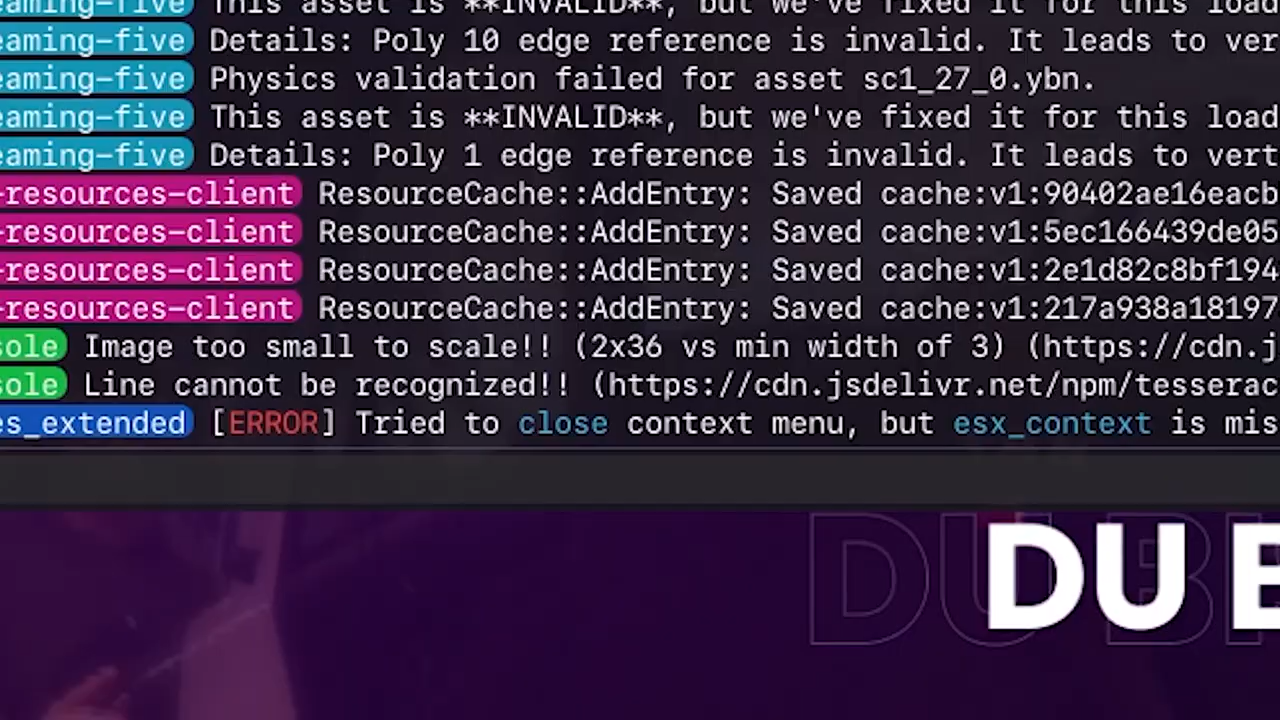 eaming-five This asset is **INVALID**, but we've fixed it for this load
eaming-five Details: Poly 10 edge reference is invalid. It leads to ver
eaming-five Physics validation failed for asset sc1_27_0.ybn.
eaming-five This asset is **INVALID**, but we've fixed it for this load
eaming-five Details: Poly 1 edge reference is invalid. It leads to vert
-resources-client ResourceCache::AddEntry: Saved cache:v1:90402ae16eacb
-resources-client ResourceCache::AddEntry: Saved cache:v1:5ec166439de05
-resources-client ResourceCache::AddEntry: Saved cache:v1:2e1d82c8bf194
-resources-client ResourceCache::AddEntry: Saved cache:v1:217a938a18197
sole Image too small to scale!! (2x36 vs min width of 3) (https://cdn.j
sole Line cannot be recognized!! (https://cdn.jsdelivr.net/npm/tesserac
es_extended [ERROR] Tried to close context menu, but esx_context is mis
DU B